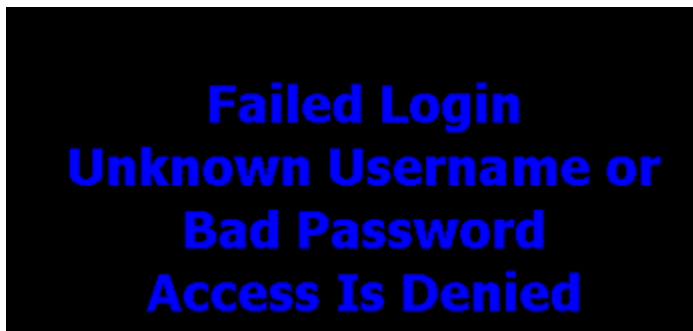 Failed Login
Unknown Username or
Bad Password
Access Is Denied